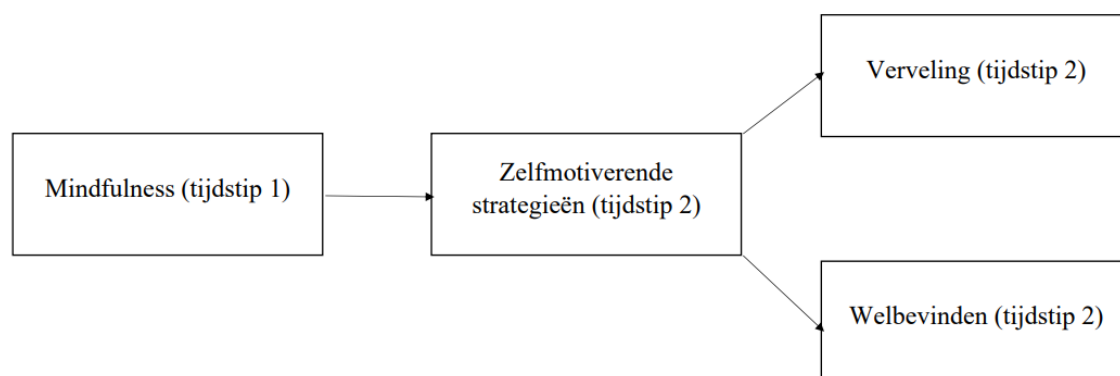 Verveling (tijdstip 2)
Mindfulness (tijdstip 1)
Zelfmotiverende
strategieën (tijdstip 2)
Welbevinden (tijdstip 2)